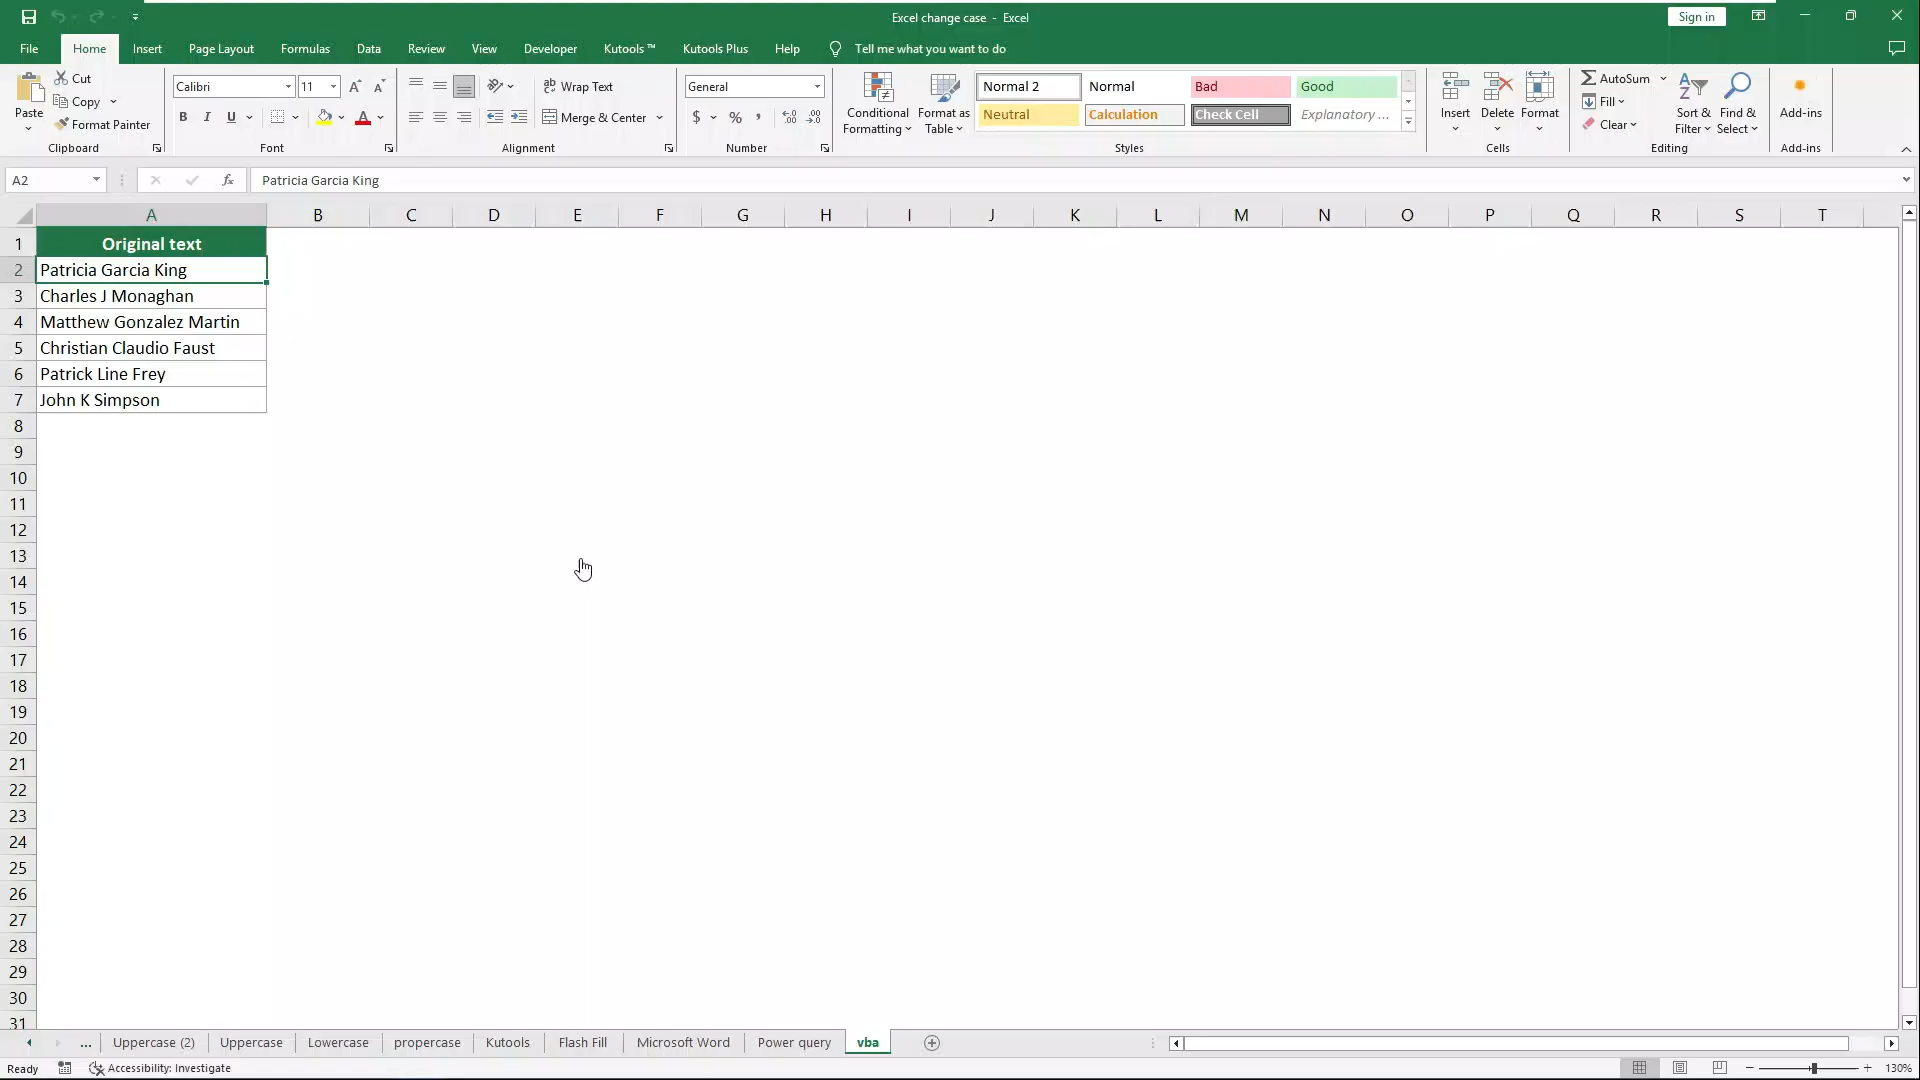 Excel change case - Excel
Sign in
File Home Insert Page Layout Formulas Data Review View Developer Kutools ™ Kutools Plus Help Tell me what you want to do
Paste
Cut
Copy
Format Painter
Clipboard
Calibri 11
B I U
Font
Wrap Text
Merge & Center
Alignment
General
$ % ,
Number
Conditional Formatting
Format as Table
Normal 2 Normal Bad Good
Neutral Calculation Check Cell Explanatory ...
Styles
Insert Delete Format
Cells
AutoSum
Fill
Clear
Sort & Filter
Find & Select
Editing
Add-ins
Add-ins
A2 fx Patricia Garcia King
A B C D E F G H I J K L M N O P Q R S T
1 Original text
2 Patricia Garcia King
3 Charles J Monaghan
4 Matthew Gonzalez Martin
5 Christian Claudio Faust
6 Patrick Line Frey
7 John K Simpson
8
9
10
11
12
13
14
15
16
17
18
19
20
21
22
23
24
25
26
27
28
29
30
31
... Uppercase (2) Uppercase Lowercase propercase Kutools Flash Fill Microsoft Word Power query vba
Ready Accessibility: Investigate 130%